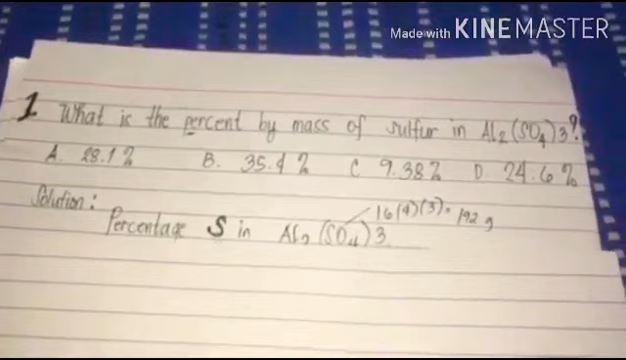 Made with KINEMASTER
1 What is the percent by mass of sulfur in Al2(SO4)3?
A. 28.1% B. 35.4% C 9.38% D. 24.6%
Solution:
16(4)(3)= 192 g
Percentage S in Al2(SO4)3